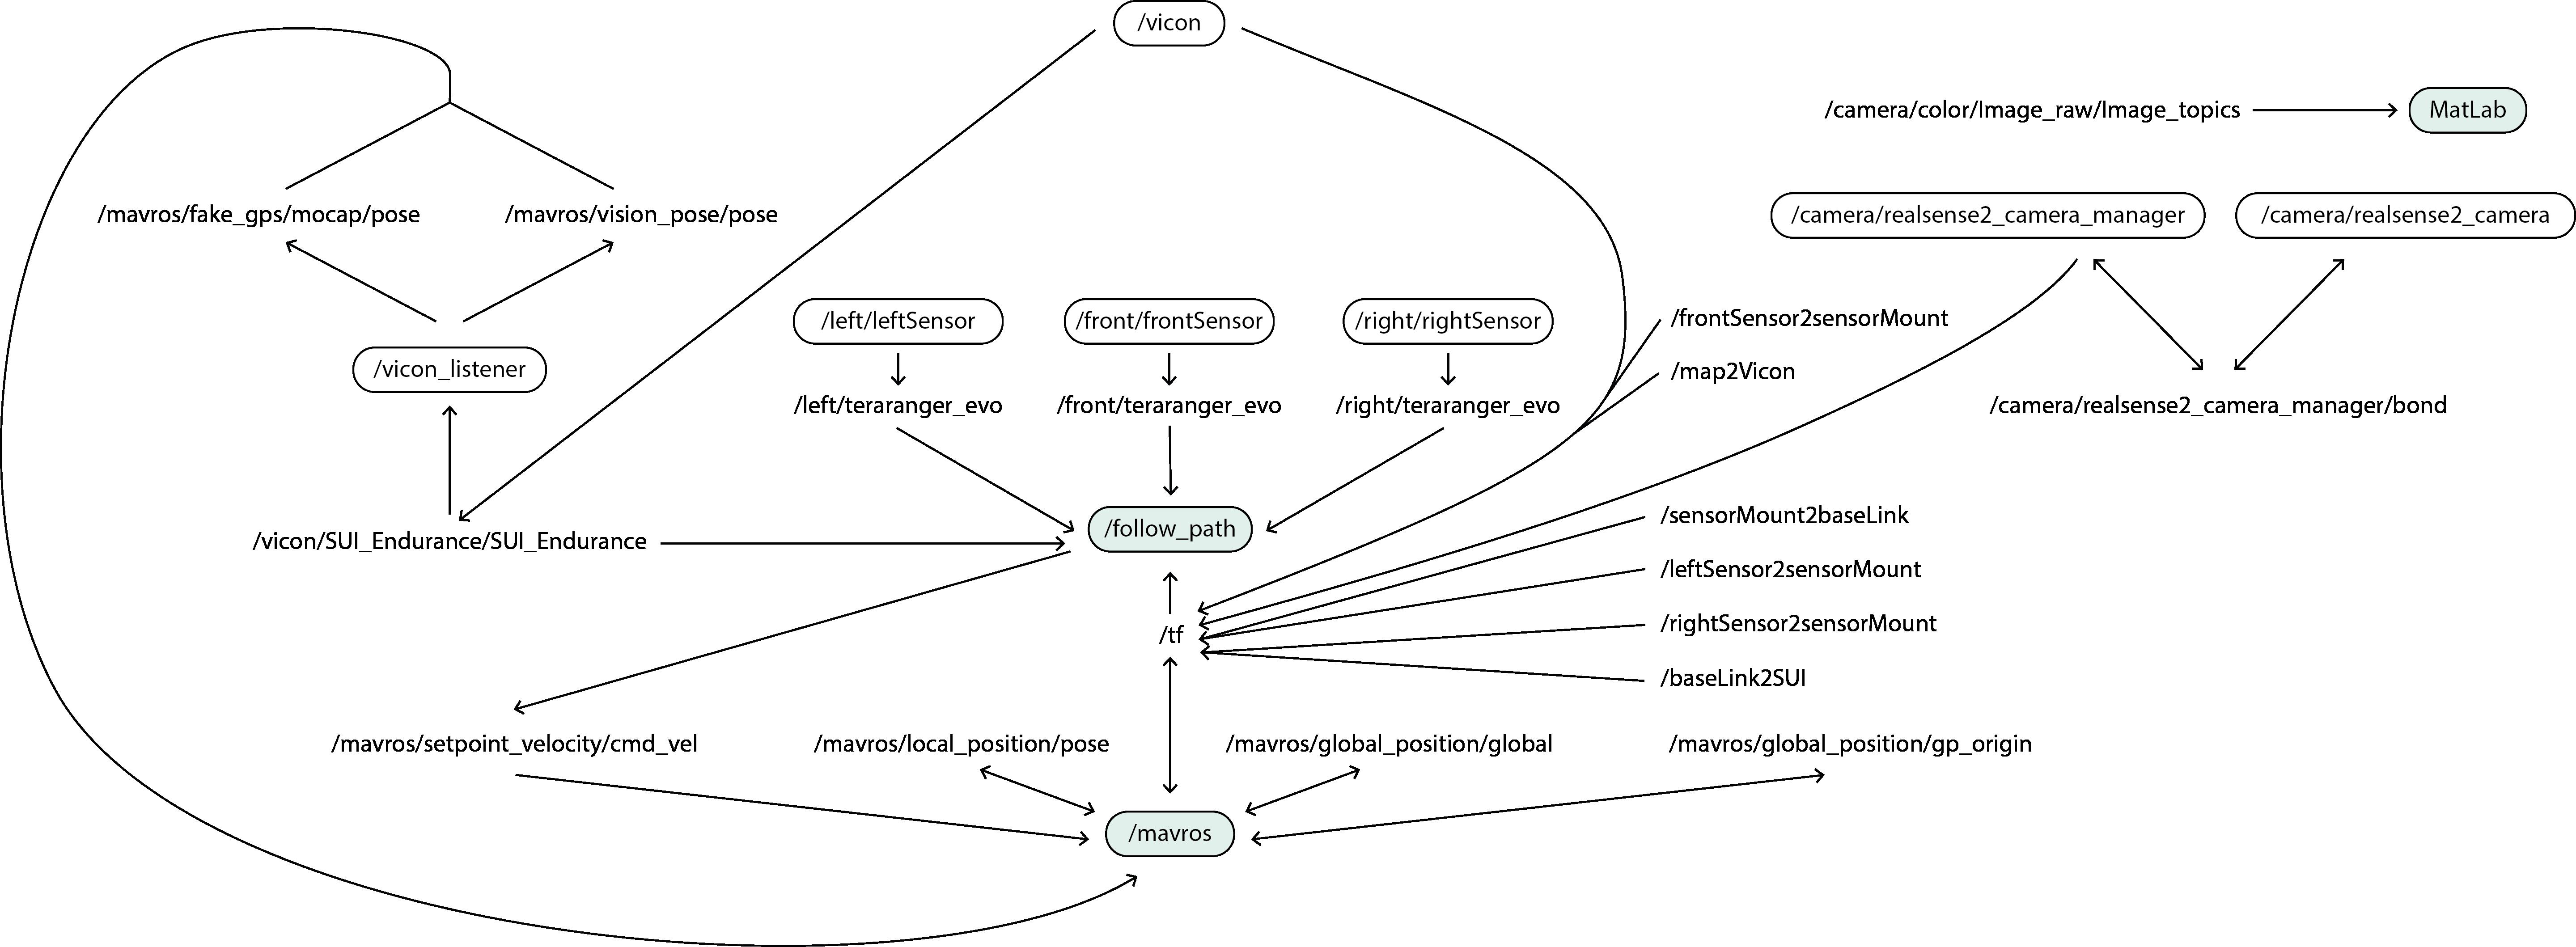 /vicon
/camera/color/Image_raw/Image_topics
MatLab
/mavros/fake_gps/mocap/pose
/mavros/vision_pose/pose
/camera/realsense2_camera_manager
/camera/realsense2_camera
/left/leftSensor
/front/frontSensor
/right/rightSensor
/frontSensor2sensorMount
/vicon_listener
/map2Vicon
/left/teraranger_evo
/front/teraranger_evo
/right/teraranger_evo
/camera/realsense2_camera_manager/bond
/vicon/SUI_Endurance/SUI_Endurance
/follow_path
/sensorMount2baseLink
/leftSensor2sensorMount
/tf
/rightSensor2sensorMount
/baseLink2SUI
/mavros/setpoint_velocity/cmd_vel
/mavros/local_position/pose
/mavros/global_position/global
/mavros/global_position/gp_origin
/mavros